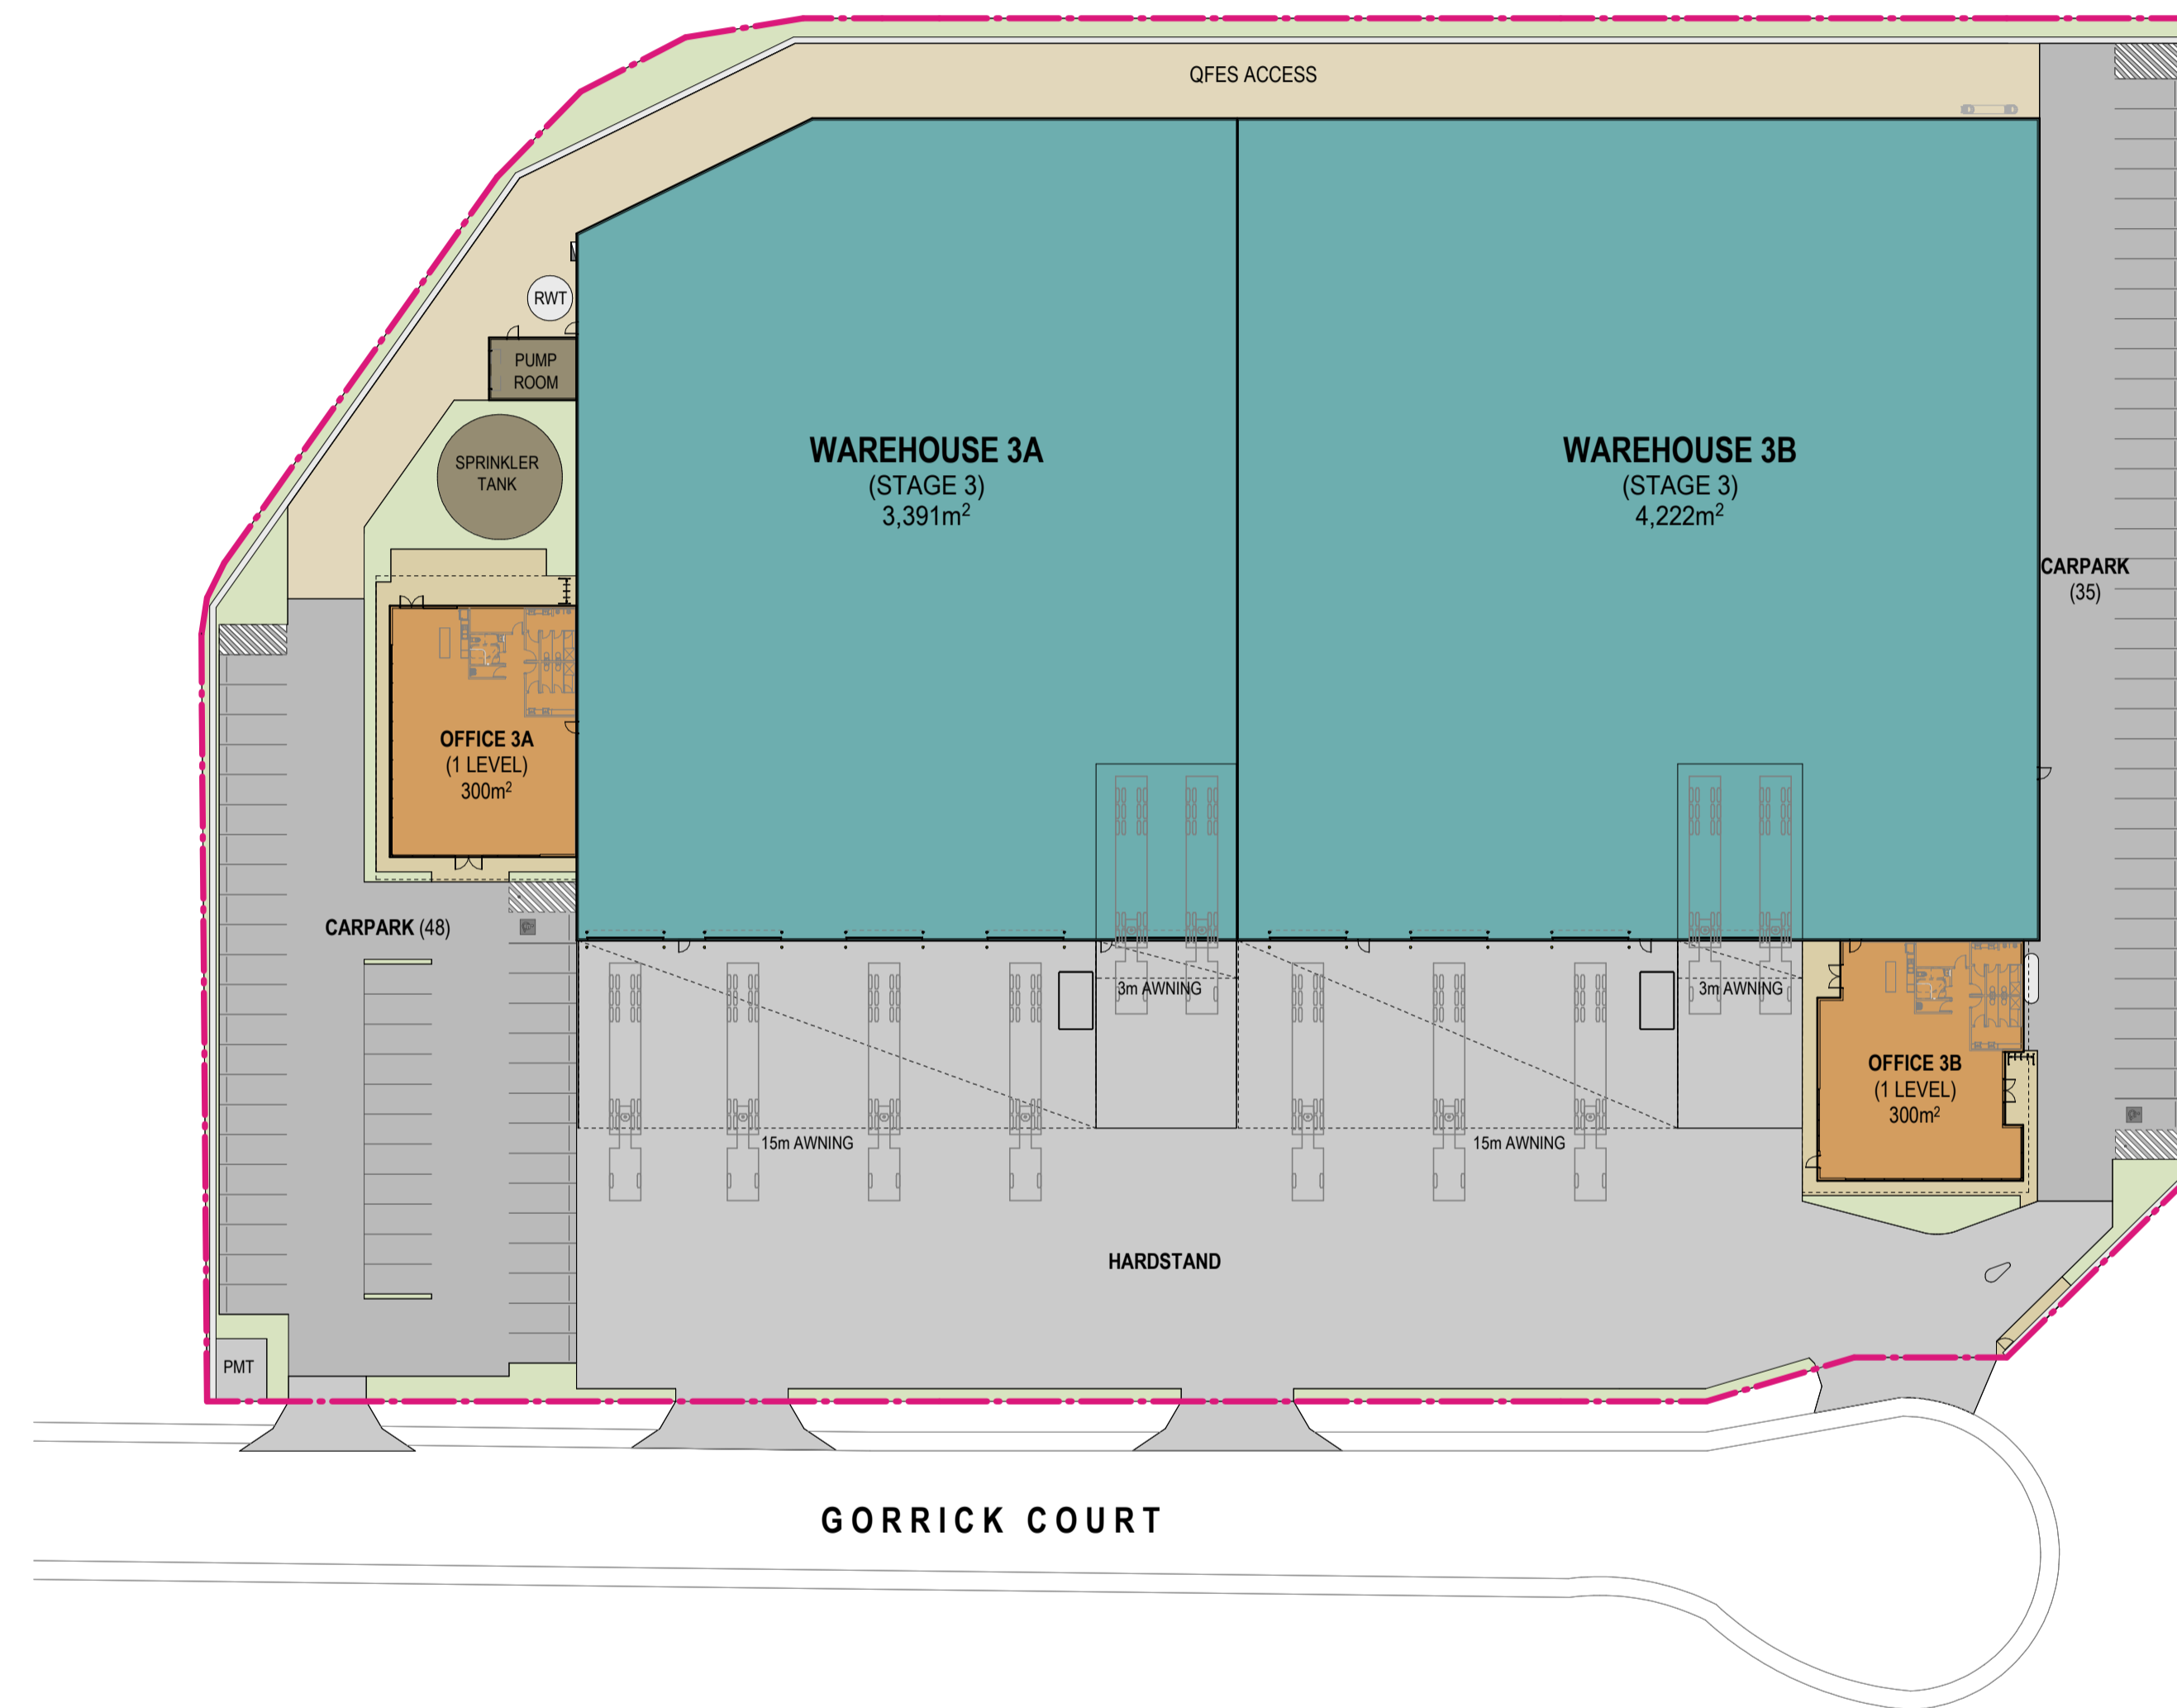 QFES ACCESS
RWT
PUMP
ROOM
SPRINKLER
TANK
WAREHOUSE 3A
(STAGE 3)
3,391m²
WAREHOUSE 3B
(STAGE 3)
4,222m²
CARPARK
(35)
OFFICE 3A
(1 LEVEL)
300m²
CARPARK (48)
3m AWNING
3m AWNING
OFFICE 3B
(1 LEVEL)
300m²
15m AWNING
15m AWNING
HARDSTAND
PMT
GORRICK COURT